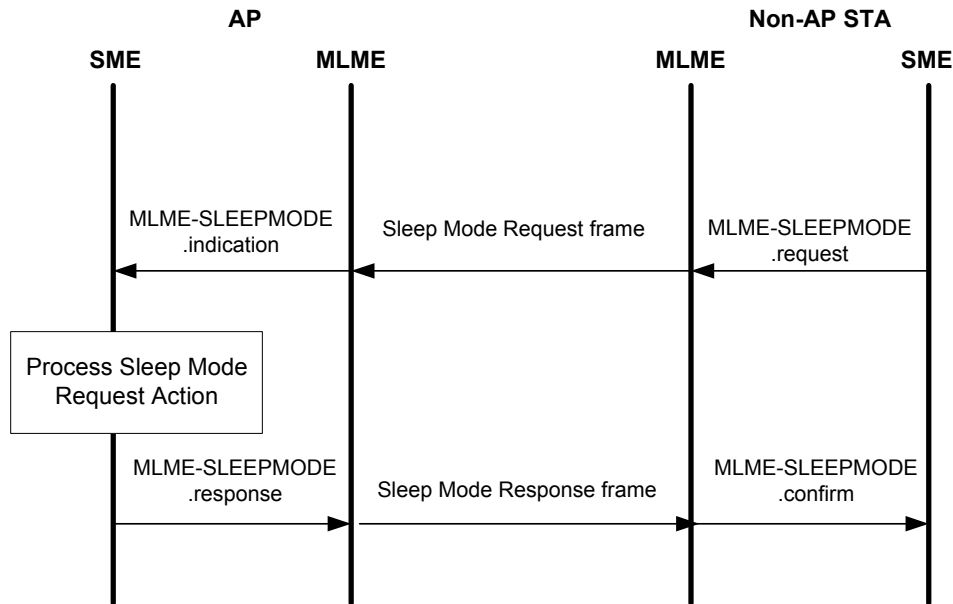 AP
Non-AP STA
SME
MLME
MLME
SME
MLME-SLEEPMODE
.indication
Sleep Mode Request frame
MLME-SLEEPMODE
.request
Process Sleep Mode
Request Action
MLME-SLEEPMODE
.response
Sleep Mode Response frame
MLME-SLEEPMODE
.confirm